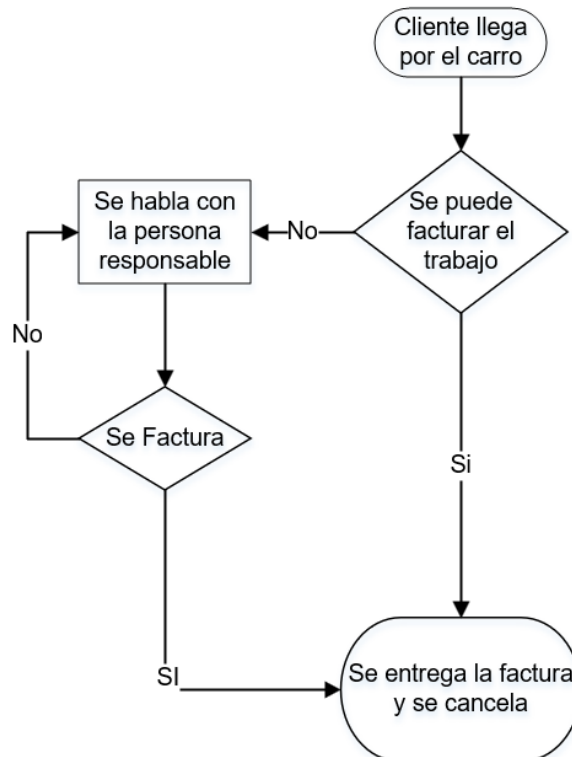 Cliente llega
por el carro
Se puede
facturar el
trabajo
No
Se habla con
la persona
responsable
No
Se Factura
Si
SI
Se entrega la factura
y se cancela